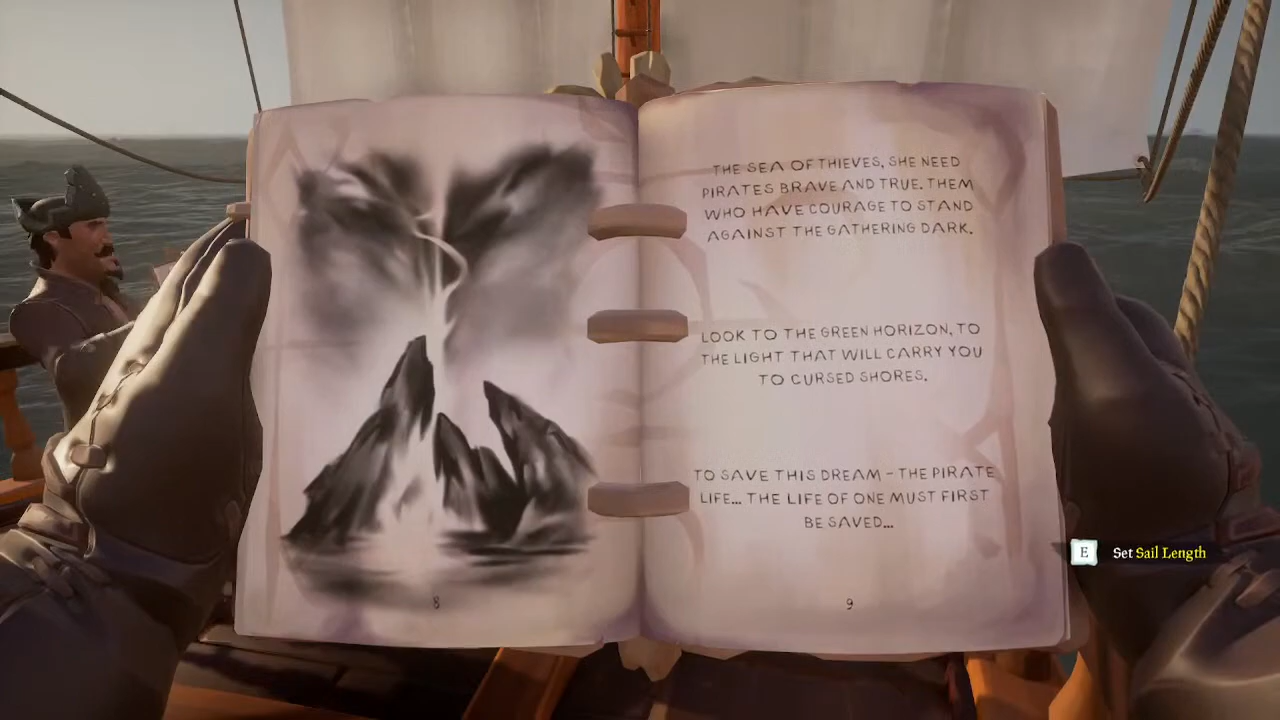 THE SEA OF THIEVES, SHE NEED
PIRATES BRAVE AND TRUE. THEM
WHO HAVE COURAGE TO STAND
AGAINST THE GATHERING DARK.
LOOK TO THE GREEN HORIZON, TO
THE LIGHT THAT WILL CARRY YOU
TO CURSED SHORES.
TO SAVE THIS DREAM - THE PIRATE
LIFE... THE LIFE OF ONE MUST FIRST
BE SAVED...
8
9
E Set Sail Length